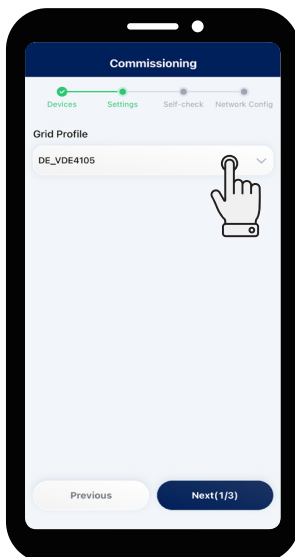 Commissioning
Devices Settings Self-check Network Config
Grid Profile
DE_VDE4105
Previous Next(1/3)